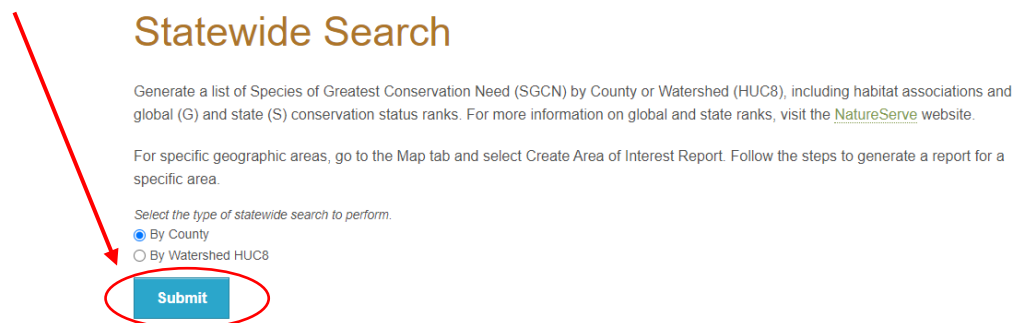 Statewide Search
Generate a list of Species of Greatest Conservation Need (SGCN) by County or Watershed (HUC8), including habitat associations and
global (G) and state (S) conservation status ranks. For more information on global and state ranks, visit the NatureServe website.
For specific geographic areas, go to the Map tab and select Create Area of Interest Report. Follow the steps to generate a report for a
specific area.
Select the type of statewide search to perform.
By County
By Watershed HUC8
Submit